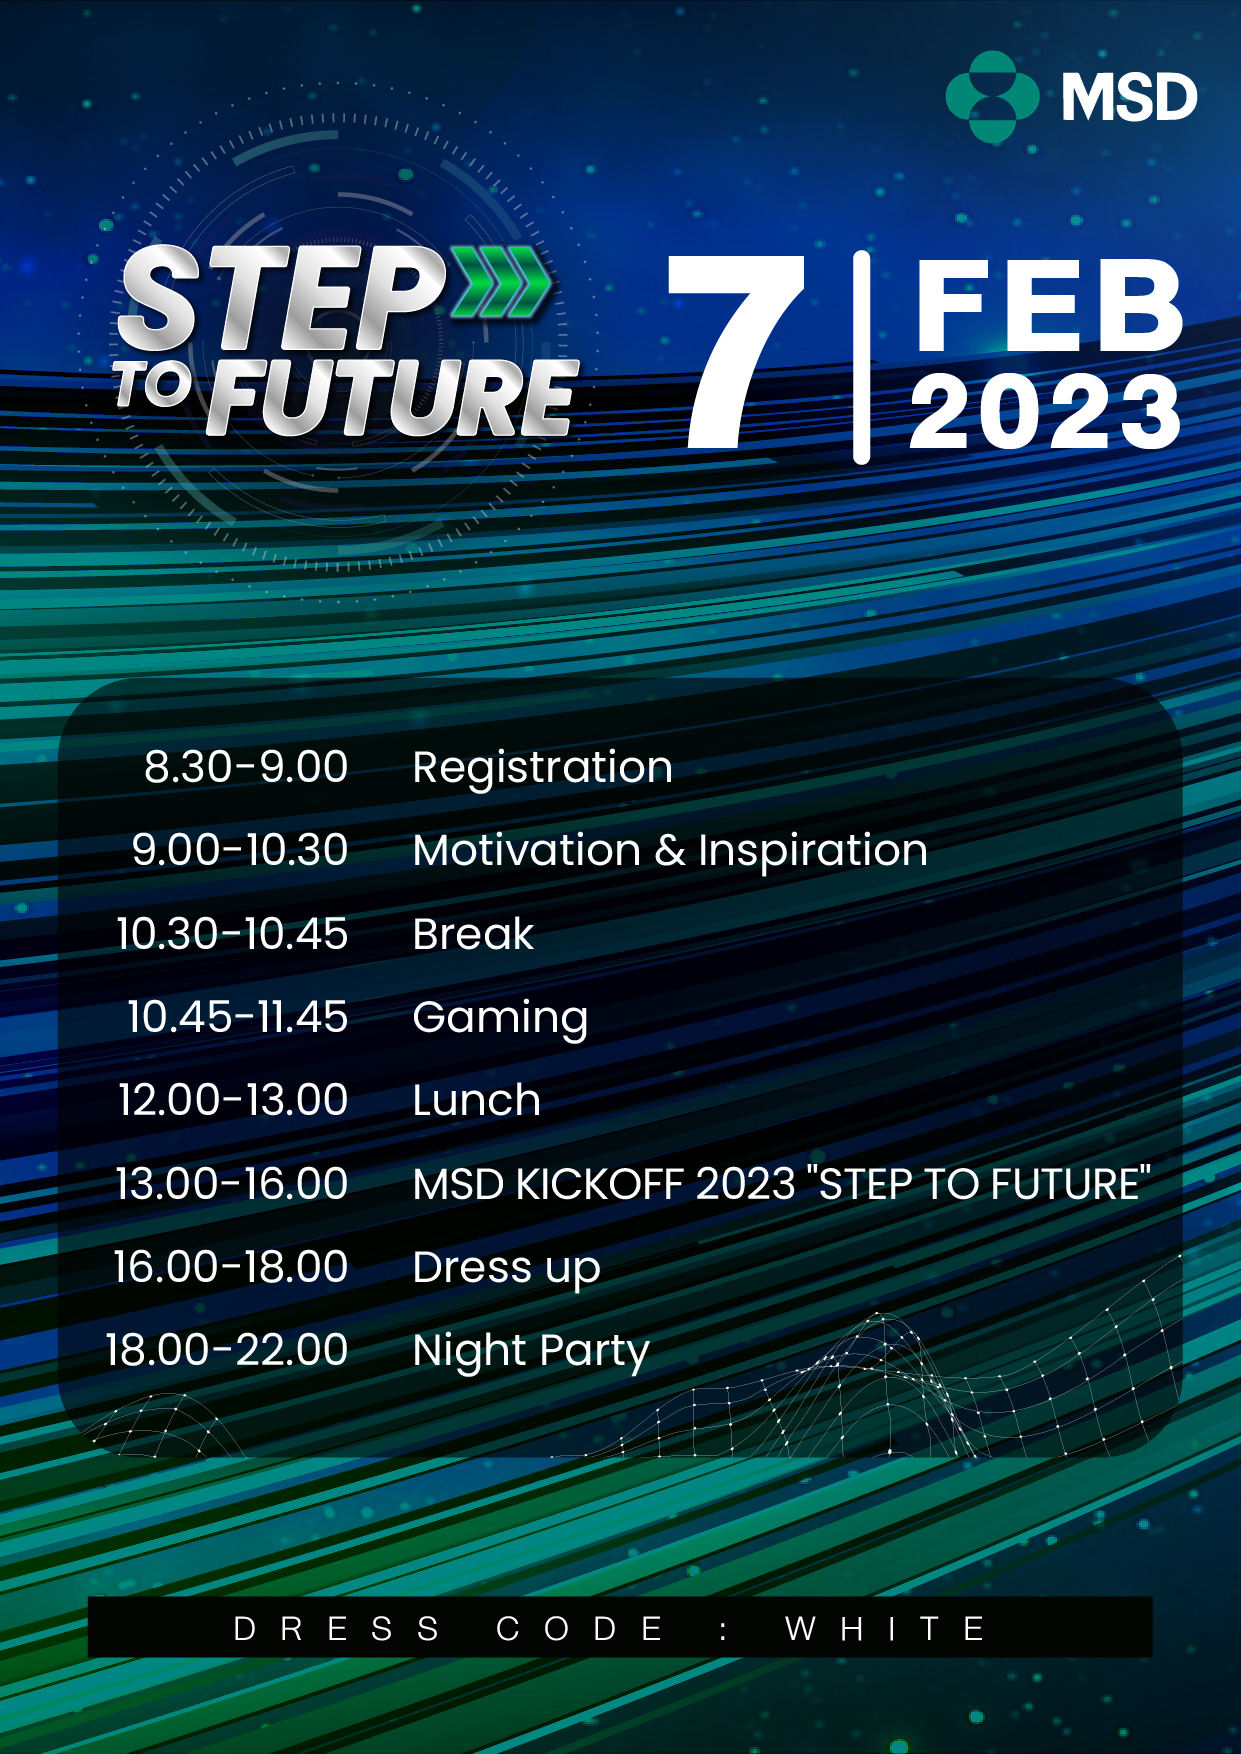 MSD
STEP
TO FUTURE
7 FEB
2023
8.30-9.00 Registration
9.00-10.30 Motivation & Inspiration
10.30-10.45 Break
10.45-11.45 Gaming
12.00-13.00 Lunch
13.00-16.00 MSD KICKOFF 2023 "STEP TO FUTURE"
16.00-18.00 Dress up
18.00-22.00 Night Party
DRESS CODE : WHITE